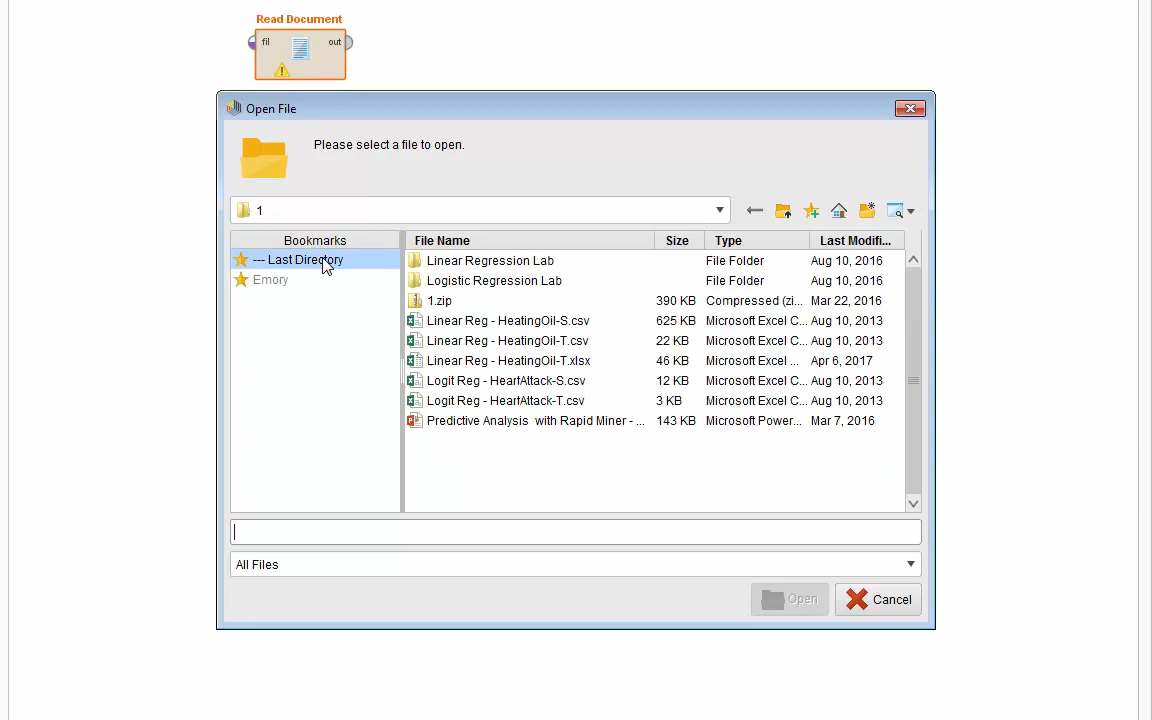 Read Document
fil out
Open File
Please select a file to open.
1
Bookmarks
--- Last Directory
Emory
File Name Size Type Last Modifi...
Linear Regression Lab File Folder Aug 10, 2016
Logistic Regression Lab File Folder Aug 10, 2016
1.zip 390 KB Compressed (zi... Mar 22, 2016
Linear Reg - HeatingOil-S.csv 625 KB Microsoft Excel C... Aug 10, 2013
Linear Reg - HeatingOil-T.csv 22 KB Microsoft Excel C... Aug 10, 2013
Linear Reg - HeatingOil-T.xlsx 46 KB Microsoft Excel ... Apr 6, 2017
Logit Reg - HeartAttack-S.csv 12 KB Microsoft Excel C... Aug 10, 2013
Logit Reg - HeartAttack-T.csv 3 KB Microsoft Excel C... Aug 10, 2013
Predictive Analysis with Rapid Miner - ... 143 KB Microsoft Power... Mar 7, 2016
All Files
Open Cancel